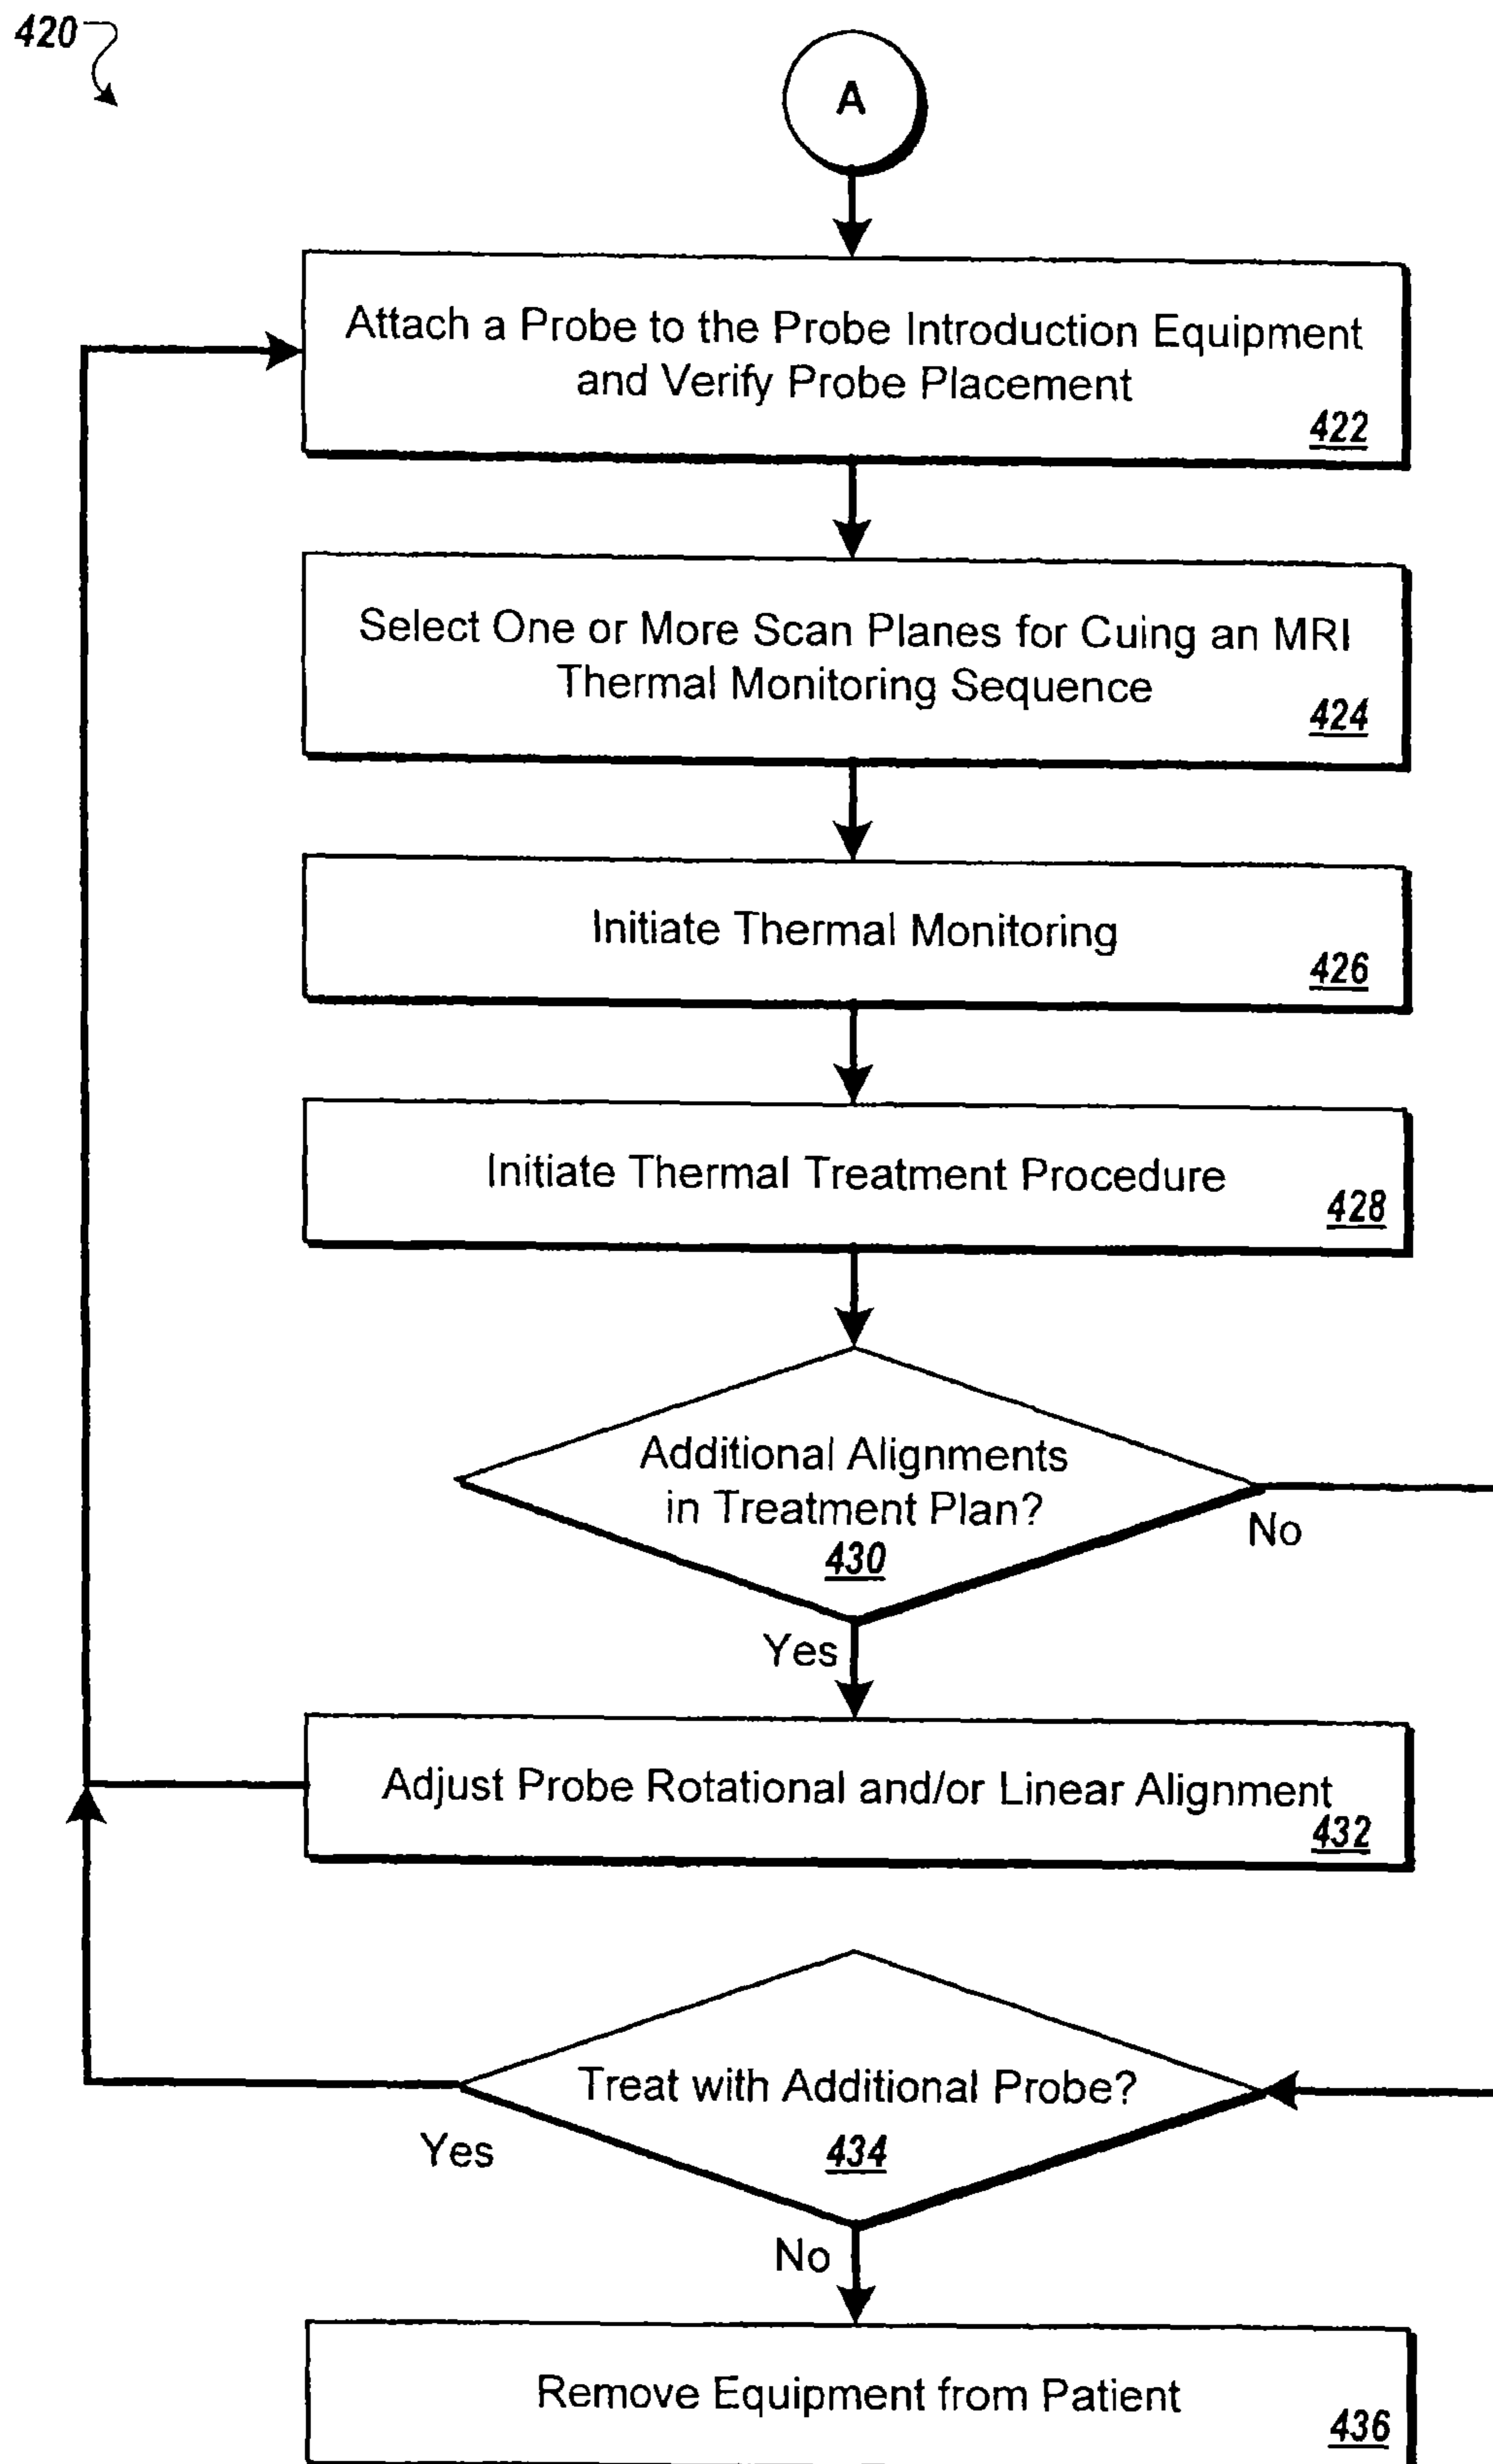 420
A
Attach a Probe to the Probe Introduction Equipment
and Verify Probe Placement
422
Select One or More Scan Planes for Cuing an MRI
Thermal Monitoring Sequence
424
Initiate Thermal Monitoring
426
Initiate Thermal Treatment Procedure
428
Additional Alignments
in Treatment Plan?
430
No
Yes
Adjust Probe Rotational and/or Linear Alignment
432
Treat with Additional Probe?
434
Yes
No
Remove Equipment from Patient
436